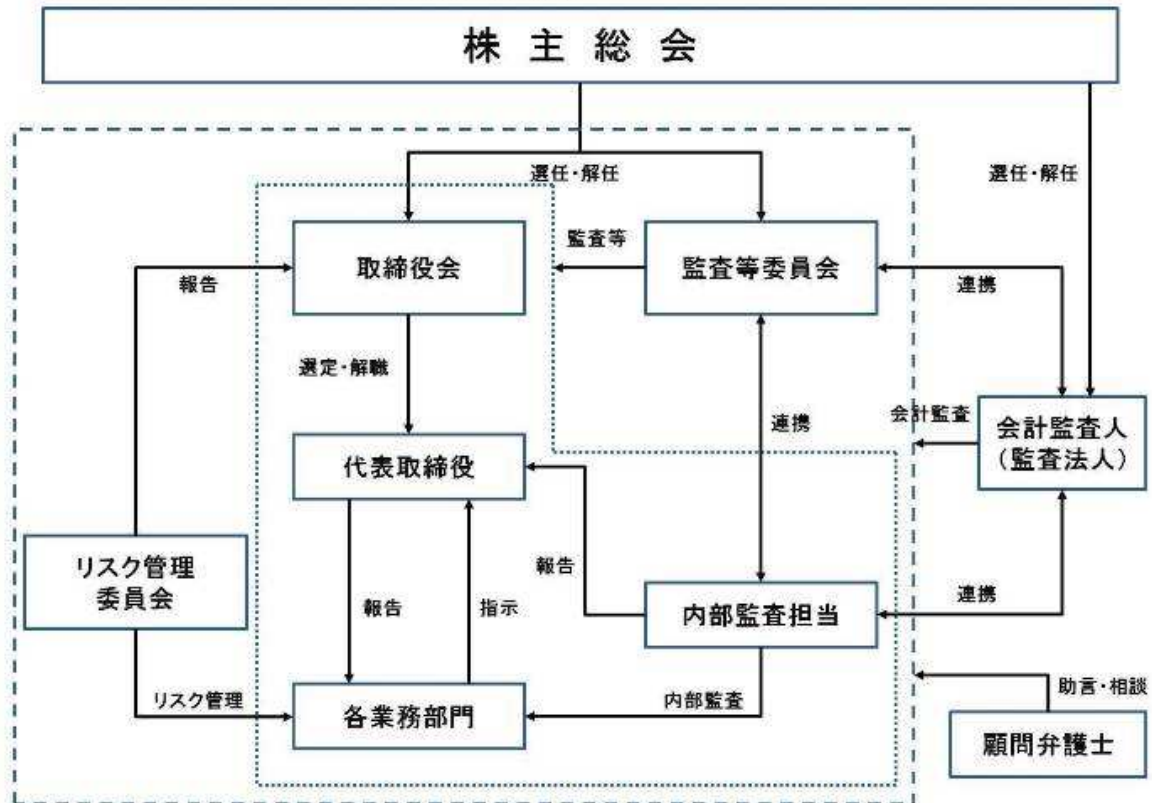 株主総会
選任・解任
選任・解任
取締役会
監査等
監査等委員会
報告
連携
選定・解職
会計監査
連携
会計監査人
(監査法人)
代表取締役
リスク管理
委員会
報告
報告
指示
内部監査担当
連携
リスク管理
各業務部門
内部監査
助言・相談
顧問弁護士